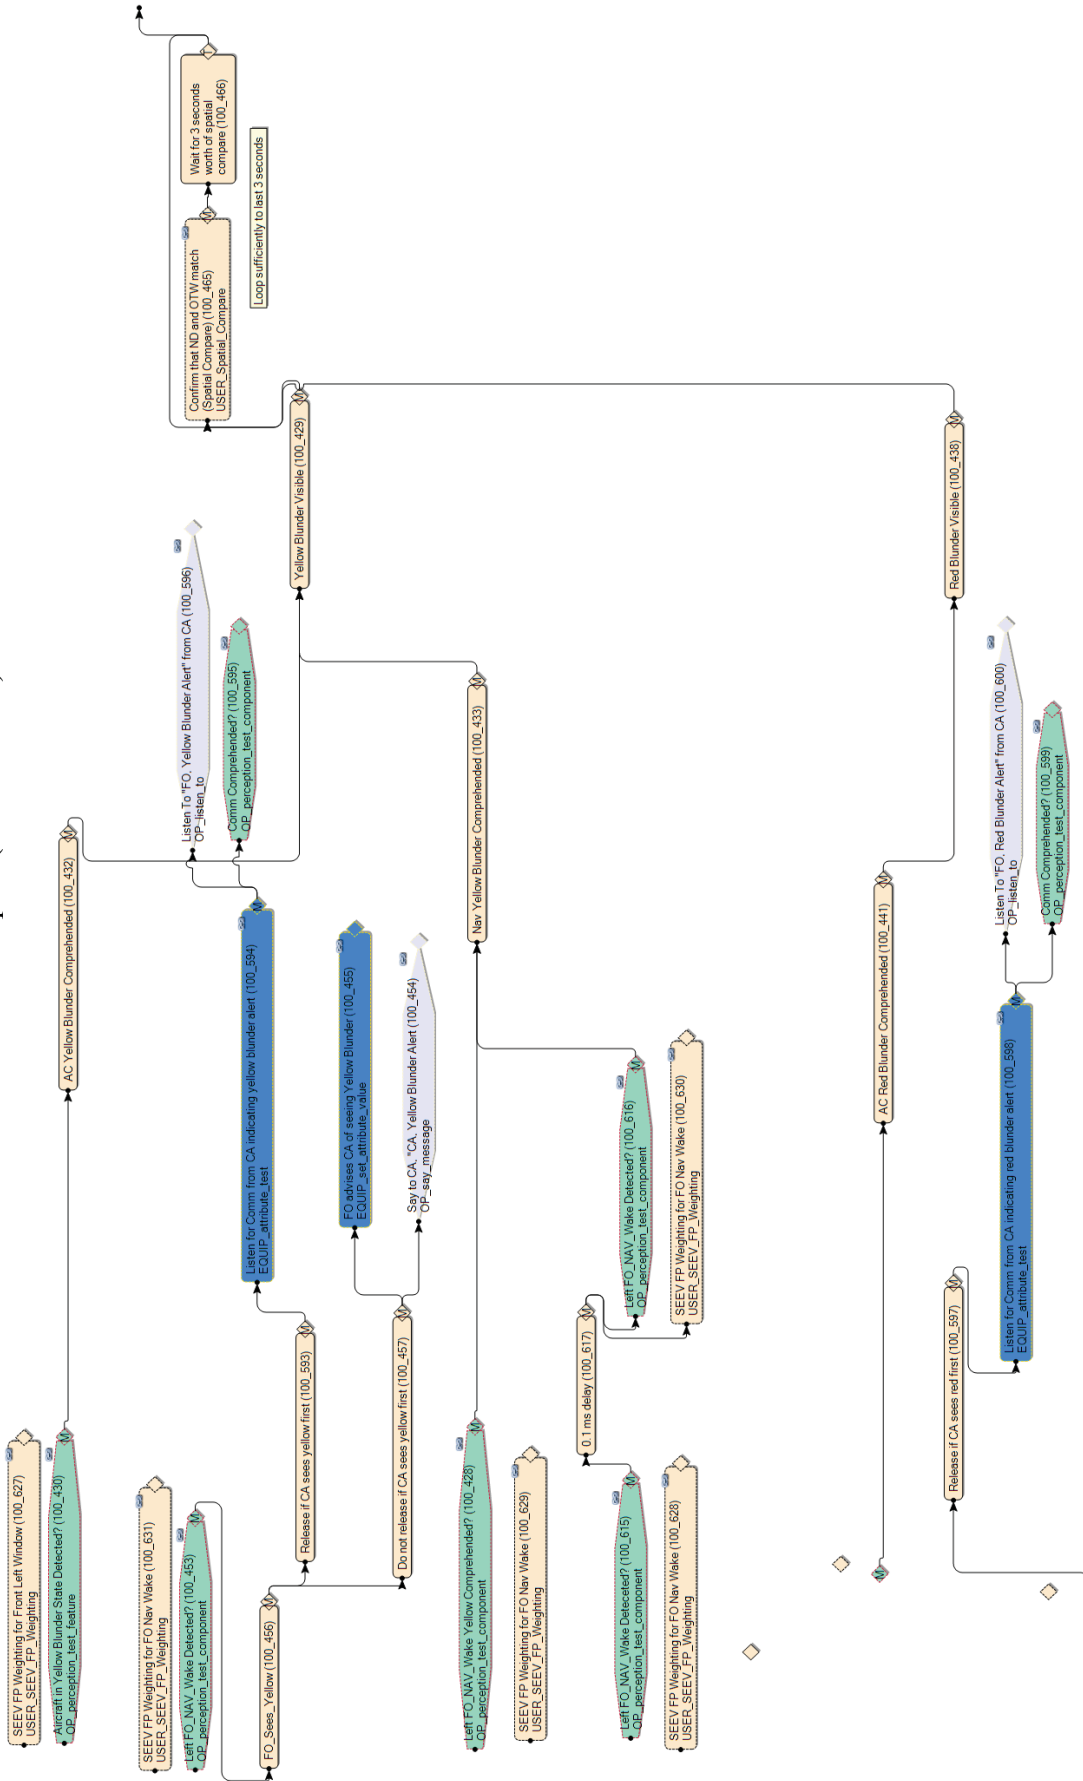 SEEV FP Weighting for Front Left Window (100_627)
USER_SEEV_FP_Weighting
Aircraft in Yellow Blunder State Detected? (100_430)
OP_perception_test_feature
M
AC Yellow Blunder Comprehended (100_432)
M
SEEV FP Weighting for FO Nav Wake (100_631)
USER_SEEV_FP_Weighting
Left FO_NAV_Wake Detected? (100_453)
OP_perception_test_component
M
FO_Sees_Yellow (100_456)
M
Release if CA sees yellow first (100_593)
M
Do not release if CA sees yellow first (100_457)
M
Listen for Comm from CA indicating yellow blunder alert (100_594)
EQUIP_attribute_test
M
Listen To "FO. Yellow Blunder Alert" from CA (100_596)
OP_listen_to
Comm Comprehended? (100_595)
OP_perception_test_component
FO advises CA of seeing Yellow Blunder (100_455)
EQUIP_set_attribute_value
Say to CA. "CA. Yellow Blunder Alert (100_454)
OP_say_message
Confirm that ND and OTW match
(Spatial Compare) (100_465)
USER_Spatial_Compare
M
Wait for 3 seconds
worth of spatial
compare (100_466)
Loop sufficiently to last 3 seconds
Yellow Blunder Visible (100_429)
M
Left FO_NAV_Wake Yellow Comprehended? (100_428)
OP_perception_test_component
M
Nav Yellow Blunder Comprehended (100_433)
M
SEEV FP Weighting for FO Nav Wake (100_629)
USER_SEEV_FP_Weighting
0.1 ms delay (100_617)
M
Left FO_NAV_Wake Detected? (100_615)
OP_perception_test_component
M
Left FO_NAV_Wake Detected? (100_616)
OP_perception_test_component
M
SEEV FP Weighting for FO Nav Wake (100_628)
USER_SEEV_FP_Weighting
SEEV FP Weighting for FO Nav Wake (100_630)
USER_SEEV_FP_Weighting
M
AC Red Blunder Comprehended (100_441)
M
Red Blunder Visible (100_438)
M
Release if CA sees red first (100_597)
M
Listen for Comm from CA indicating red blunder alert (100_598)
EQUIP_attribute_test
M
Listen To "FO. Red Blunder Alert" from CA (100_600)
OP_listen_to
Comm Comprehended? (100_599)
OP_perception_test_component